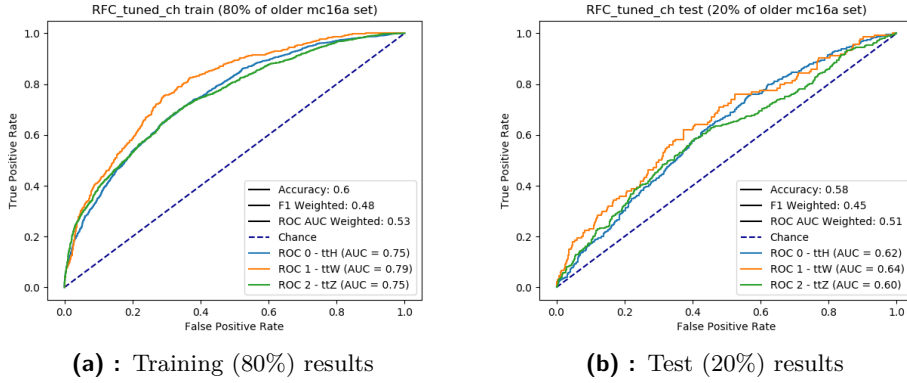 RFC_tuned_ch train (80% of older mc16a set)
True Positive Rate
1.0
0.8
0.6
0.4
0.2
0.0
Accuracy: 0.6
F1 Weighted: 0.48
ROC AUC Weighted: 0.53
Chance
ROC 0 - ttH (AUC = 0.75)
ROC 1 - ttW (AUC = 0.79)
ROC 2 - ttZ (AUC = 0.75)
0.0 0.2 0.4 0.6 0.8 1.0
False Positive Rate
(a) : Training (80%) results
RFC_tuned_ch test (20% of older mc16a set)
True Positive Rate
1.0
0.8
0.6
0.4
0.2
0.0
Accuracy: 0.58
F1 Weighted: 0.45
ROC AUC Weighted: 0.51
Chance
ROC 0 - ttH (AUC = 0.62)
ROC 1 - ttW (AUC = 0.64)
ROC 2 - ttZ (AUC = 0.60)
0.0 0.2 0.4 0.6 0.8 1.0
False Positive Rate
(b) : Test (20%) results